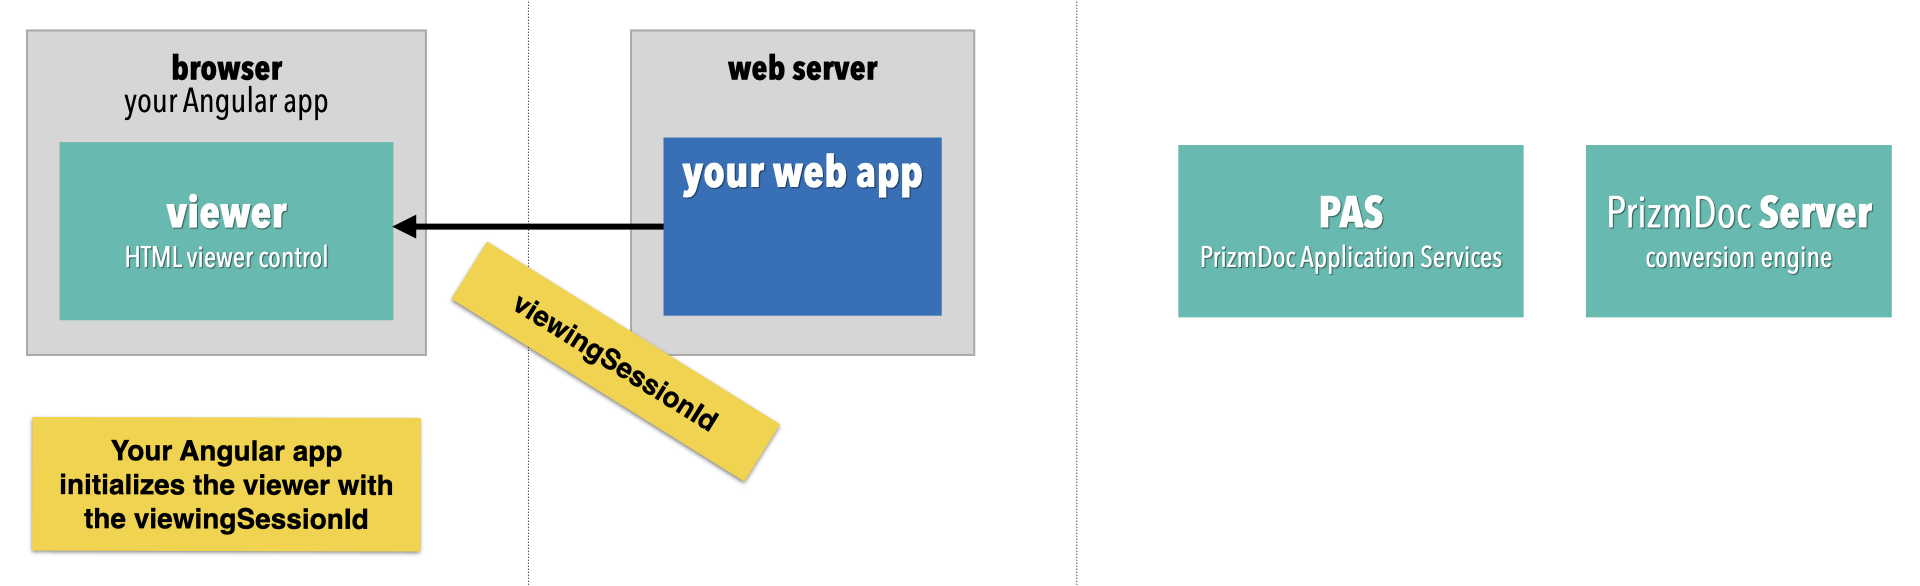 browser
your Angular app
viewer
HTML viewer control
web server
your web app
viewingSessionId
PAS
PrizmDoc Application Services
PrizmDoc Server
conversion engine
Your Angular app
initializes the viewer with
the viewingSessionId